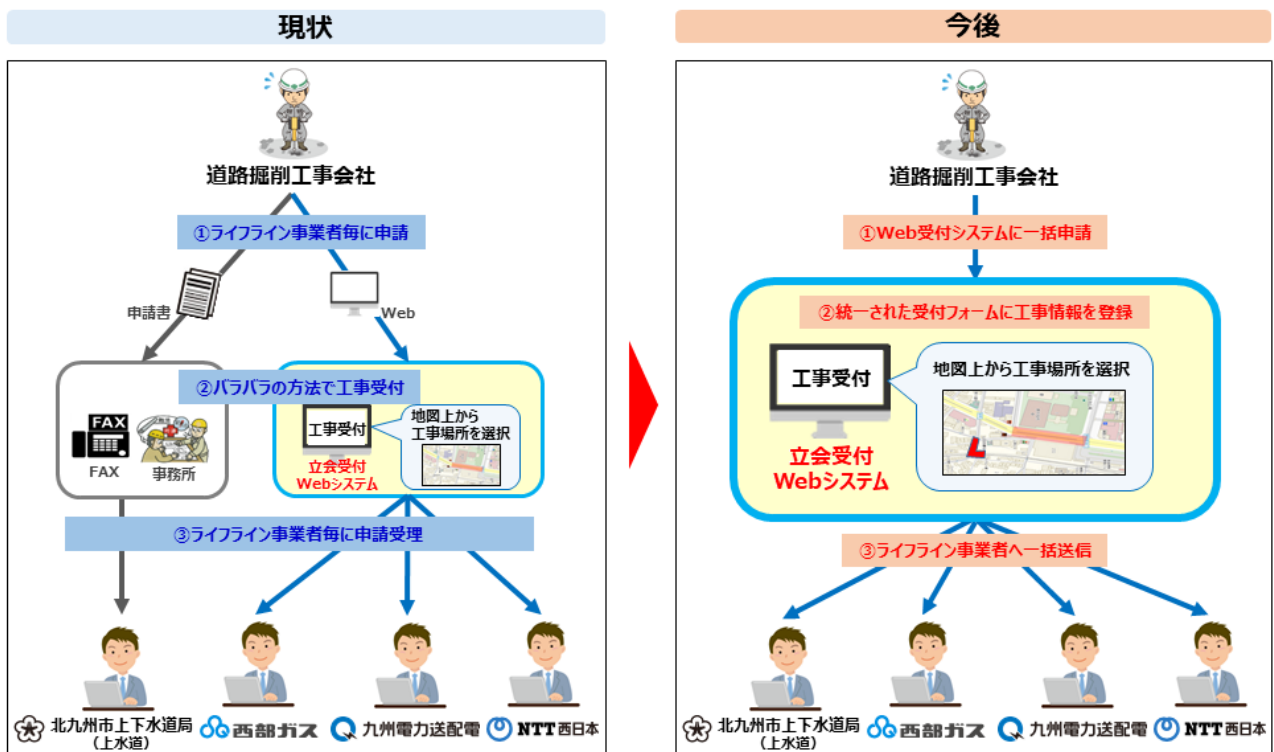 現状
道路掘削工事会社
①ライフライン事業者毎に申請
申請書
Web
②バラバラの方法で工事受付
FAX
FAX
事務所
工事受付
地図上から
工事場所を選択
立会受付
Webシステム
③ライフライン事業者毎に申請受理
北九州市上下水道局
（上水道）
西部ガス
九州電力送配電
NTT西日本
今後
道路掘削工事会社
①Web受付システムに一括申請
②統一された受付フォームに工事情報を登録
工事受付
地図上から工事場所を選択
立会受付
Webシステム
③ライフライン事業者へ一括送信
北九州市上下水道局
（上水道）
西部ガス
九州電力送配電
NTT西日本